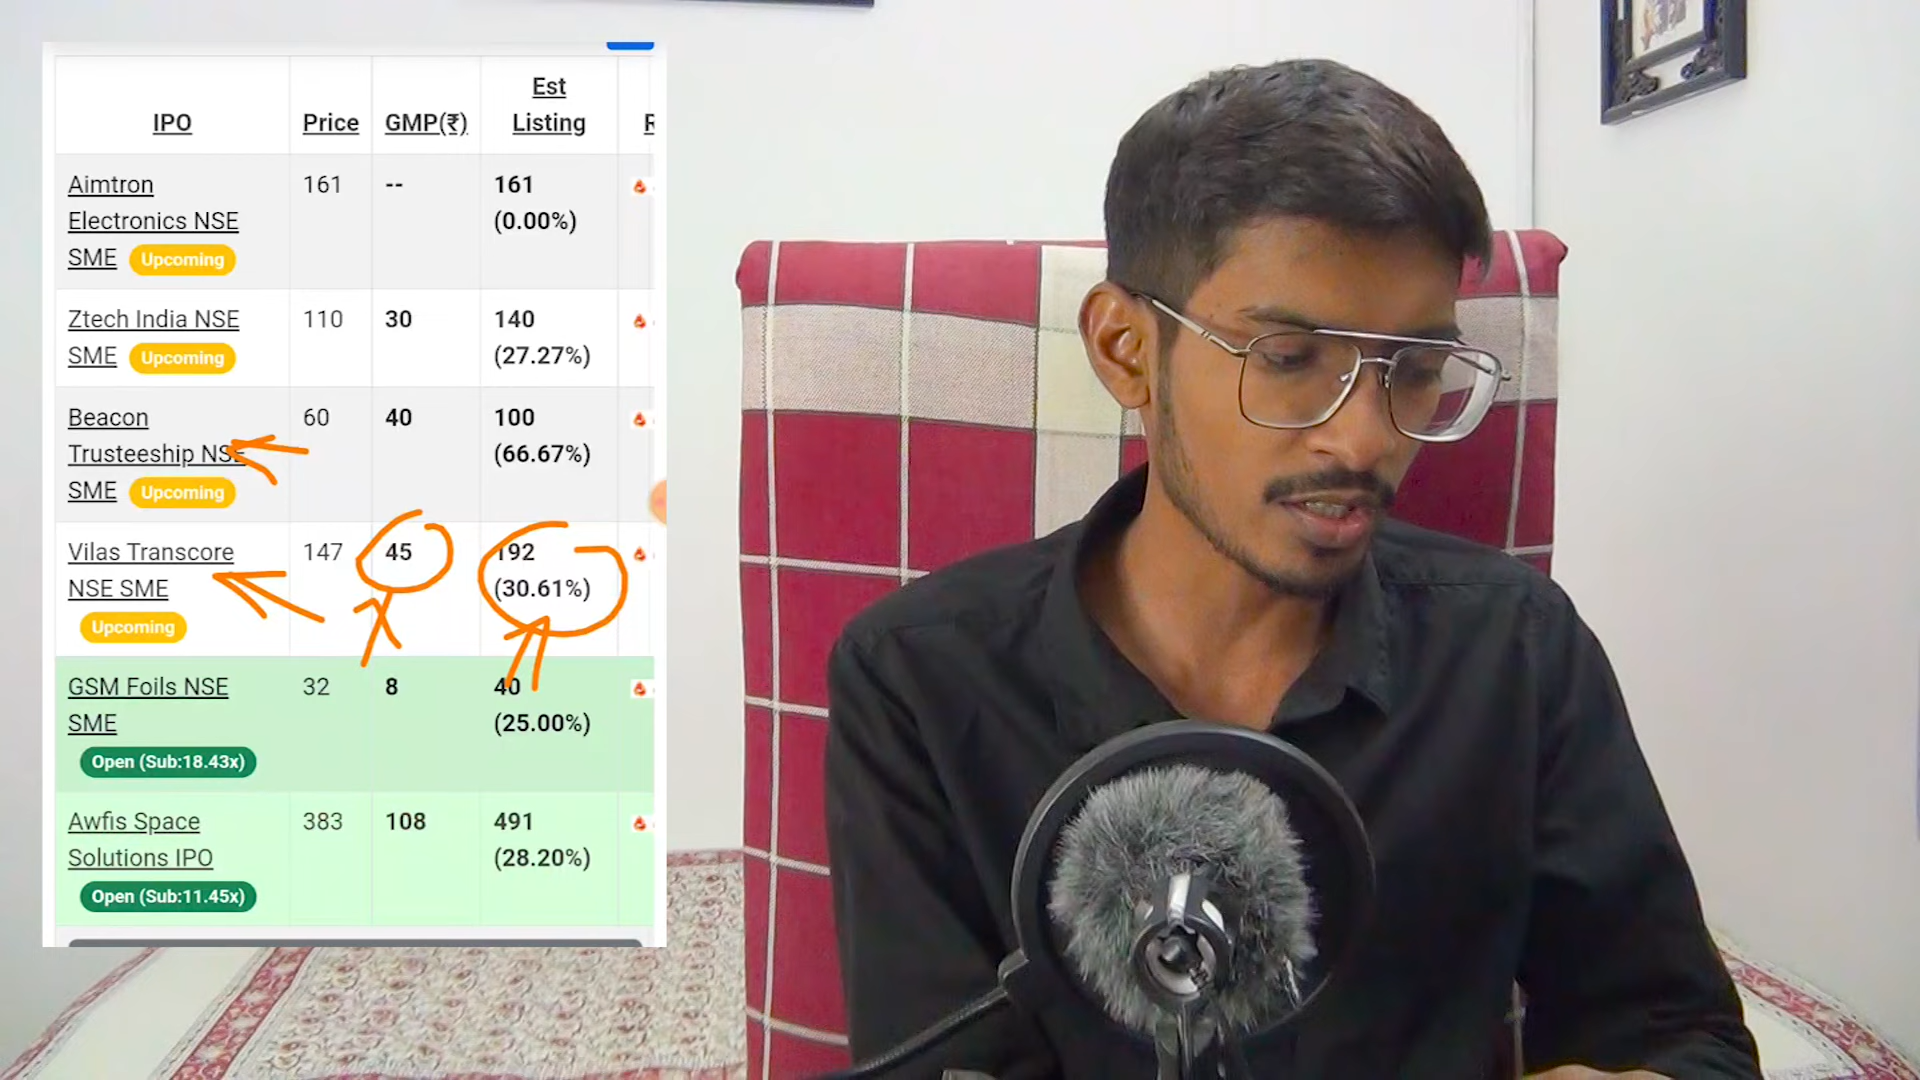 IPO Price GMP(₹) Est Listing
Aimtron Electronics NSE SME Upcoming 161 -- 161 (0.00%)
Ztech India NSE SME Upcoming 110 30 140 (27.27%)
Beacon Trusteeship NSE SME Upcoming 60 40 100 (66.67%)
Vilas Transcore NSE SME Upcoming 147 45 192 (30.61%)
GSM Foils NSE SME Open (Sub:18.43x) 32 8 40 (25.00%)
Awfis Space Solutions IPO Open (Sub:11.45x) 383 108 491 (28.20%)